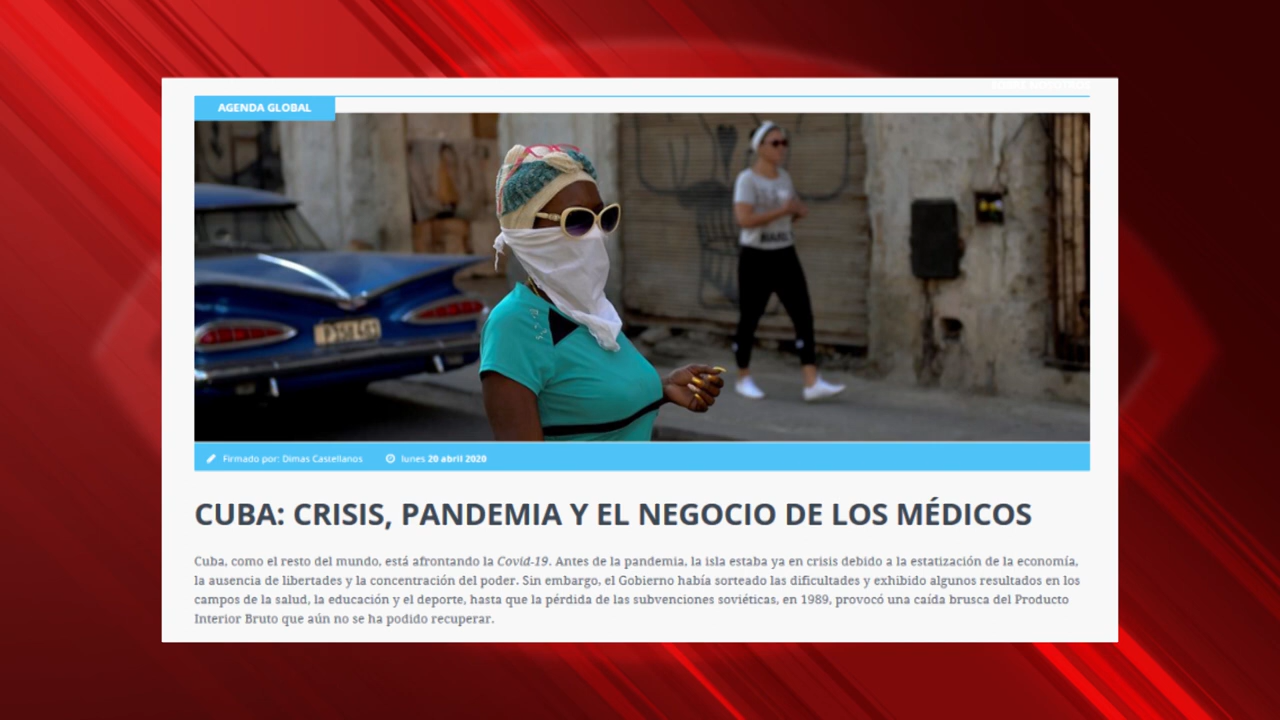 AGENDA GLOBAL
Firmado por: Dimas Castellanos lunes 20 abril 2020
CUBA: CRISIS, PANDEMIA Y EL NEGOCIO DE LOS MÉDICOS
Cuba, como el resto del mundo, está afrontando la Covid-19. Antes de la pandemia, la isla estaba ya en crisis debido a la estatización de la economía,
la ausencia de libertades y la concentración del poder. Sin embargo, el Gobierno había sorteado las dificultades y exhibido algunos resultados en los
campos de la salud, la educación y el deporte, hasta que la pérdida de las subvenciones soviéticas, en 1989, provocó una caída brusca del Producto
Interior Bruto que aún no se ha podido recuperar.